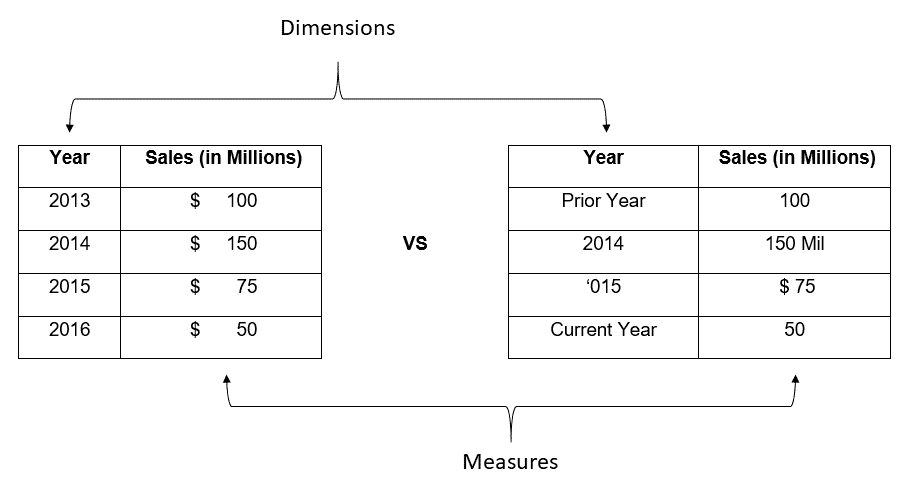 Dimensions
Year Sales (in Millions)
2013 $ 100
2014 $ 150
2015 $ 75
2016 $ 50
VS
Year Sales (in Millions)
Prior Year 100
2014 150 Mil
‘015 $ 75
Current Year 50
Measures